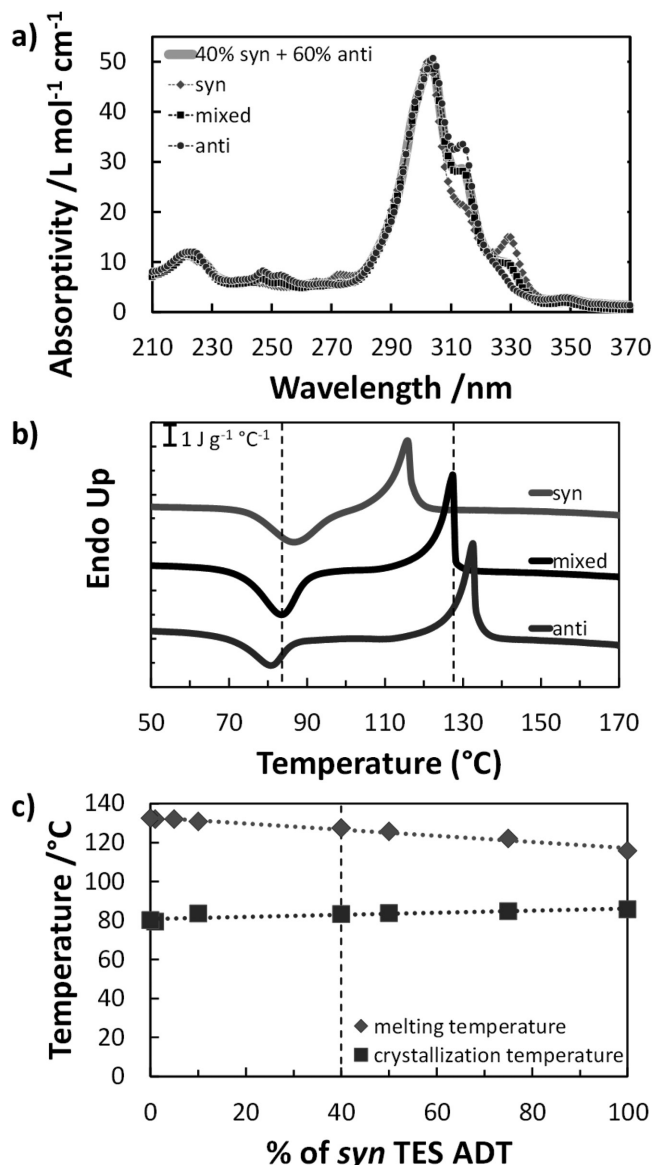 a)
Absorptivity /L mol⁻¹ cm⁻¹
50
40
30
20
10
0
40% syn + 60% anti
syn
mixed
anti
210 230 250 270 290 310 330 350 370
Wavelength /nm
b)
1 J g⁻¹ °C⁻¹
Endo Up
syn
mixed
anti
50 70 90 110 130 150 170
Temperature (°C)
c)
Temperature /°C
140
120
100
80
60
40
20
0
melting temperature
crystallization temperature
0 20 40 60 80 100
% of syn TES ADT